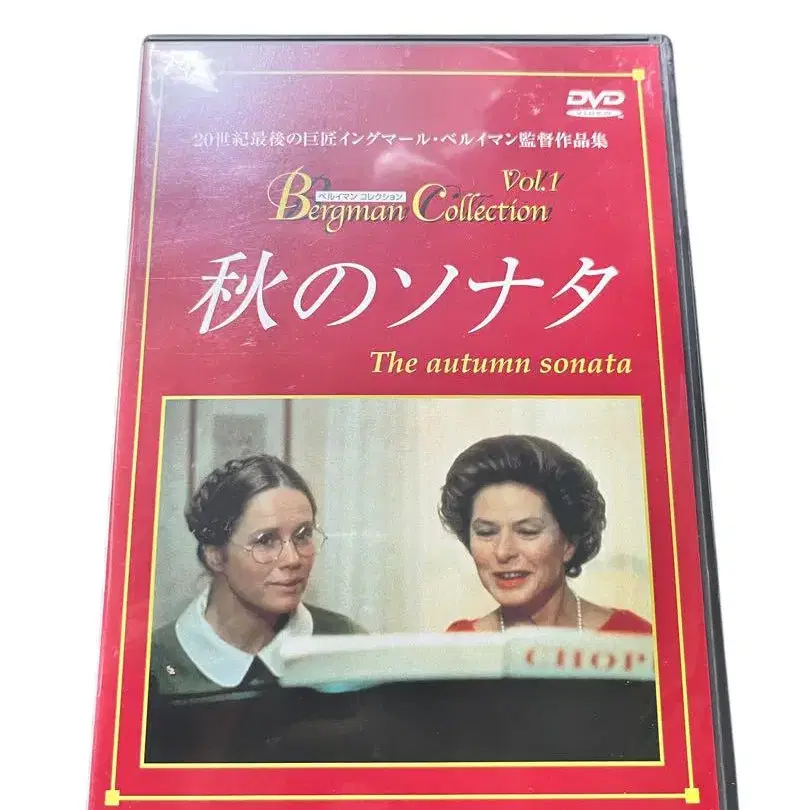 DVD
VIDEO
20世紀最後の巨匠イングマール・ベルイマン監督作品集
Vol.1
ベルイマン コレクション
Bergman Collection
秋のソナタ
The autumn sonata
CHOP